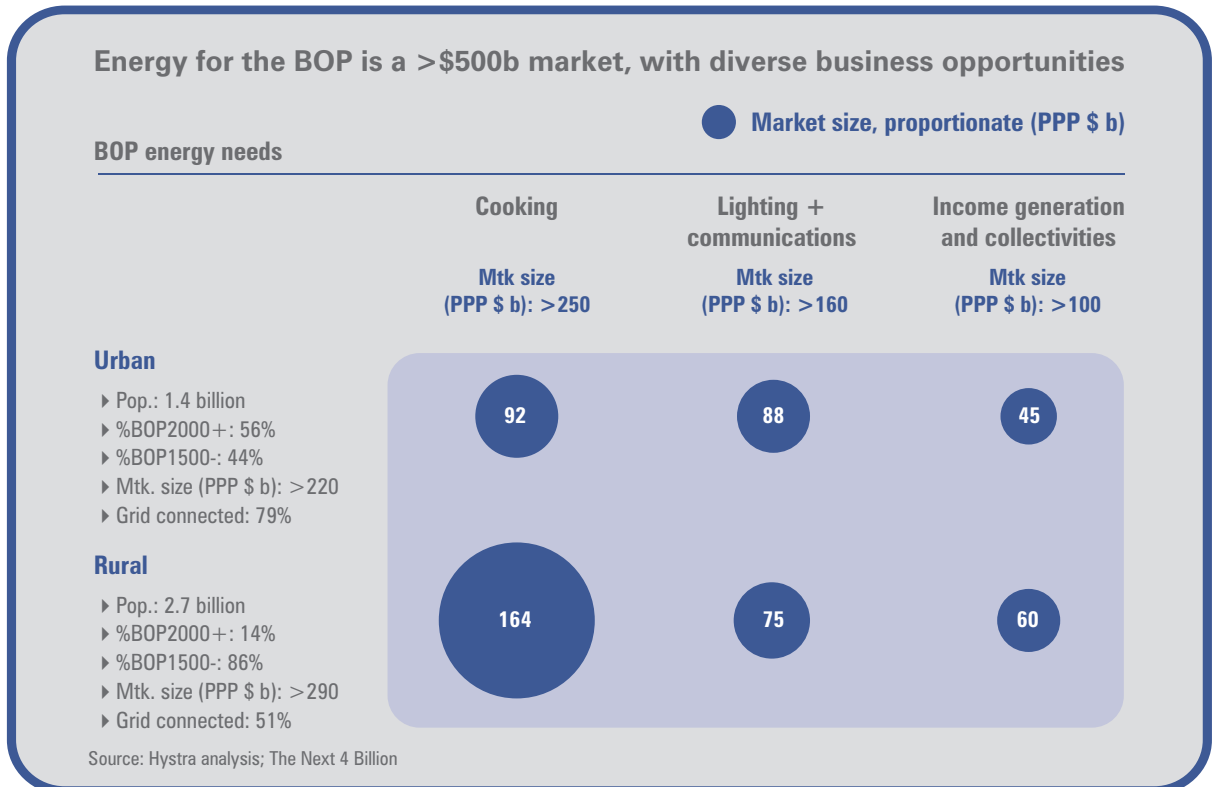 Energy for the BOP is a >$500b market, with diverse business opportunities
Market size, proportionate (PPP $ b)
BOP energy needs
Cooking
Lighting +
communications
Income generation
and collectivities
Mtk size
(PPP $ b): >250
Mtk size
(PPP $ b): >160
Mtk size
(PPP $ b): >100
Urban
Pop.: 1.4 billion
%BOP2000+: 56%
%BOP1500-: 44%
Mtk. size (PPP $ b): >220
Grid connected: 79%
92
88
45
Rural
Pop.: 2.7 billion
%BOP2000+: 14%
%BOP1500-: 86%
Mtk. size (PPP $ b): >290
Grid connected: 51%
164
75
60
Source: Hystra analysis; The Next 4 Billion